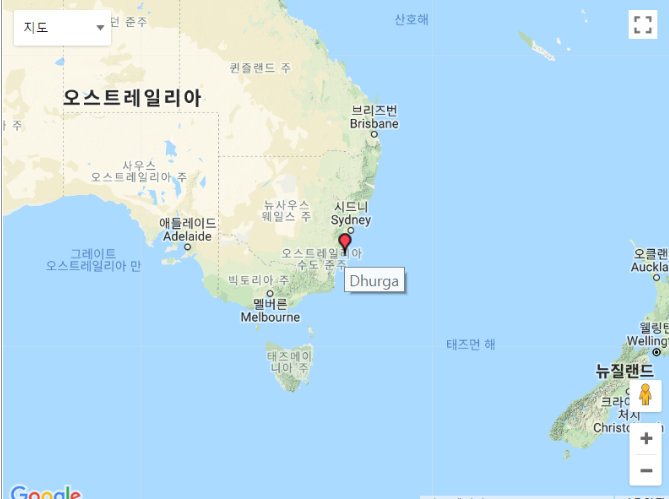 지도
던 준주
산호해
퀸즐랜드 주
오스트레일리아
브리즈번
Brisbane
주
사우스
오스트레일리아 주
뉴사우스
웨일스 주
시드니
Sydney
애들레이드
Adelaide
그레이트
오스트레일리아 만
오스트레일리아
수도 준주
오클랜
Auckla
빅토리아 주
Dhurga
멜버른
Melbourne
태즈먼 해
웰링턴
Welling
태즈메이
니아 주
뉴질랜드
처치
Christ
Google